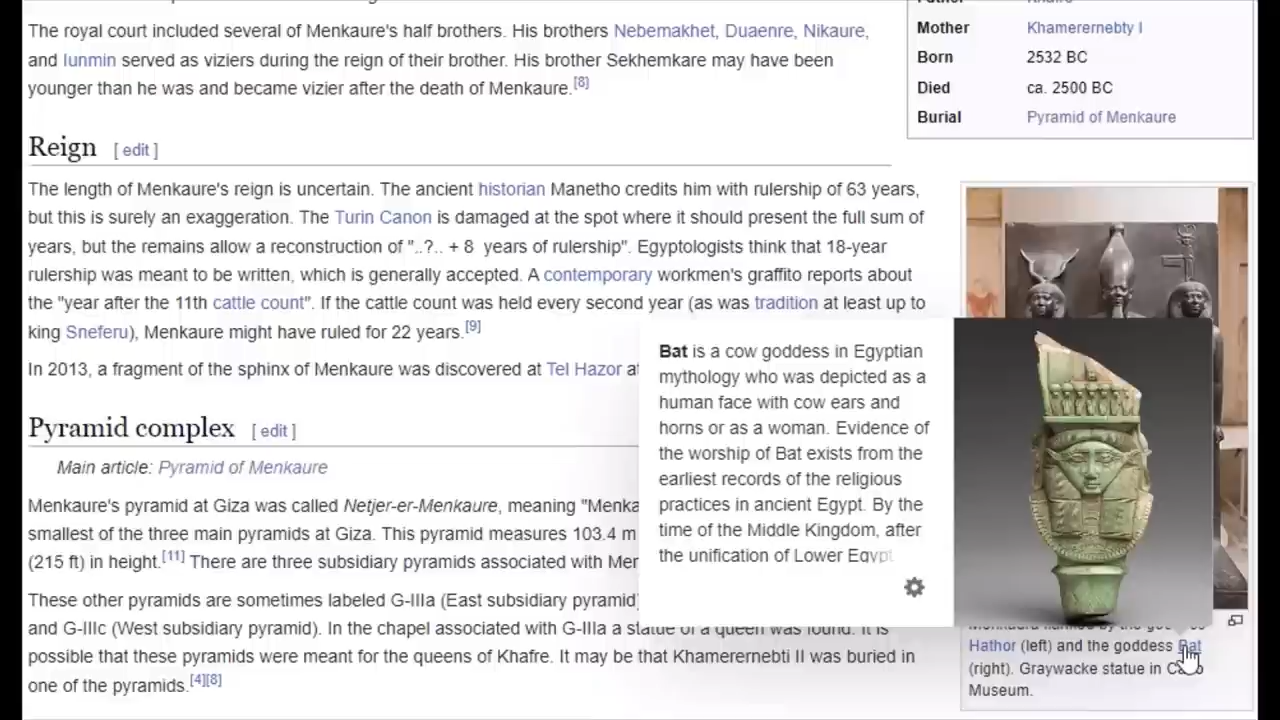 The royal court included several of Menkaure's half brothers. His brothers Nebemakhet, Duaenre, Nikaure,
and Iunmin served as viziers during the reign of their brother. His brother Sekhemkare may have been
younger than he was and became vizier after the death of Menkaure.[8]
Mother Khamerernebty I
Born 2532 BC
Died ca. 2500 BC
Burial Pyramid of Menkaure
Reign [ edit ]
The length of Menkaure's reign is uncertain. The ancient historian Manetho credits him with rulership of 63 years,
but this is surely an exaggeration. The Turin Canon is damaged at the spot where it should present the full sum of
years, but the remains allow a reconstruction of "..?.. + 8 years of rulership". Egyptologists think that 18-year
rulership was meant to be written, which is generally accepted. A contemporary workmen's graffito reports about
the "year after the 11th cattle count". If the cattle count was held every second year (as was tradition at least up to
king Sneferu), Menkaure might have ruled for 22 years.[9]
In 2013, a fragment of the sphinx of Menkaure was discovered at Tel Hazor at
Pyramid complex [ edit ]
Main article: Pyramid of Menkaure
Menkaure's pyramid at Giza was called Netjer-er-Menkaure, meaning "Menka
smallest of the three main pyramids at Giza. This pyramid measures 103.4 m
(215 ft) in height.[11] There are three subsidiary pyramids associated with Men
These other pyramids are sometimes labeled G-IIIa (East subsidiary pyramid)
and G-IIIc (West subsidiary pyramid). In the chapel associated with G-IIIa a statue of a queen was found. It is
possible that these pyramids were meant for the queens of Khafre. It may be that Khamerernebti II was buried in
one of the pyramids.[4][8]
Bat is a cow goddess in Egyptian
mythology who was depicted as a
human face with cow ears and
horns or as a woman. Evidence of
the worship of Bat exists from the
earliest records of the religious
practices in ancient Egypt. By the
time of the Middle Kingdom, after
the unification of Lower Egypt
Hathor (left) and the goddess Bat
(right). Graywacke statue in Cairo
Museum.